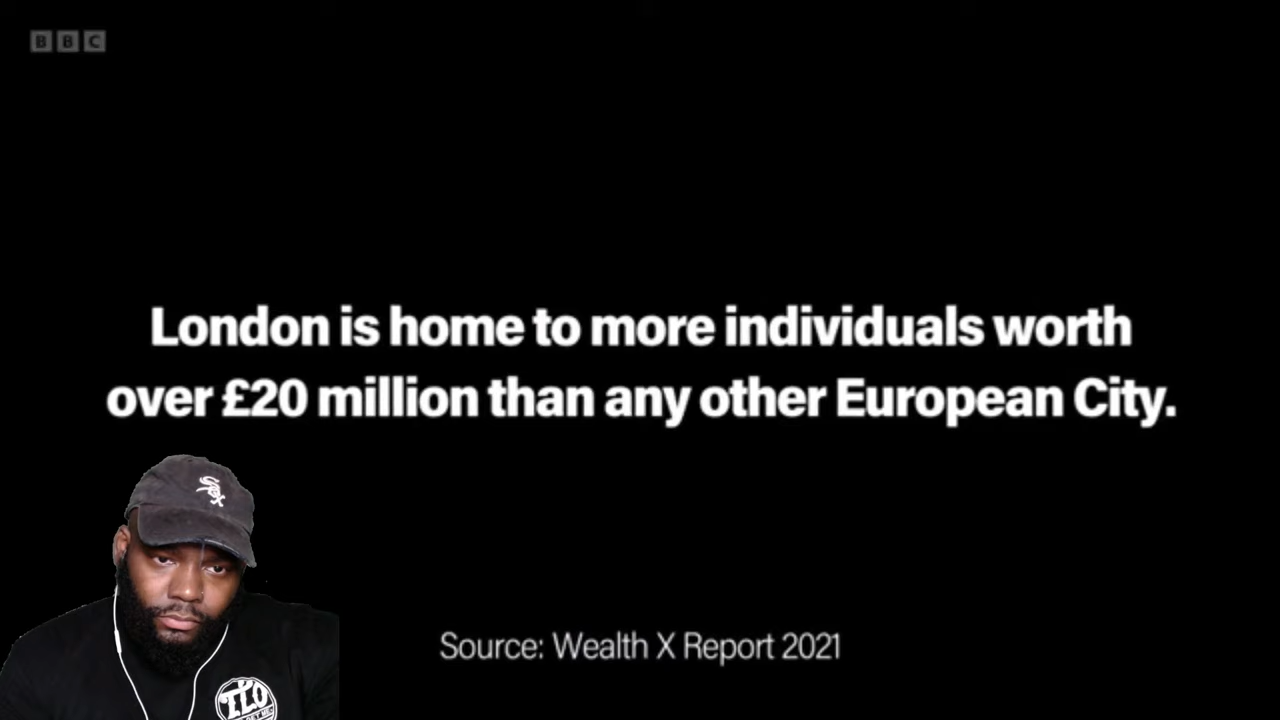 BBC
London is home to more individuals worth
over £20 million than any other European City.
Sox
TLO
Source: Wealth X Report 2021